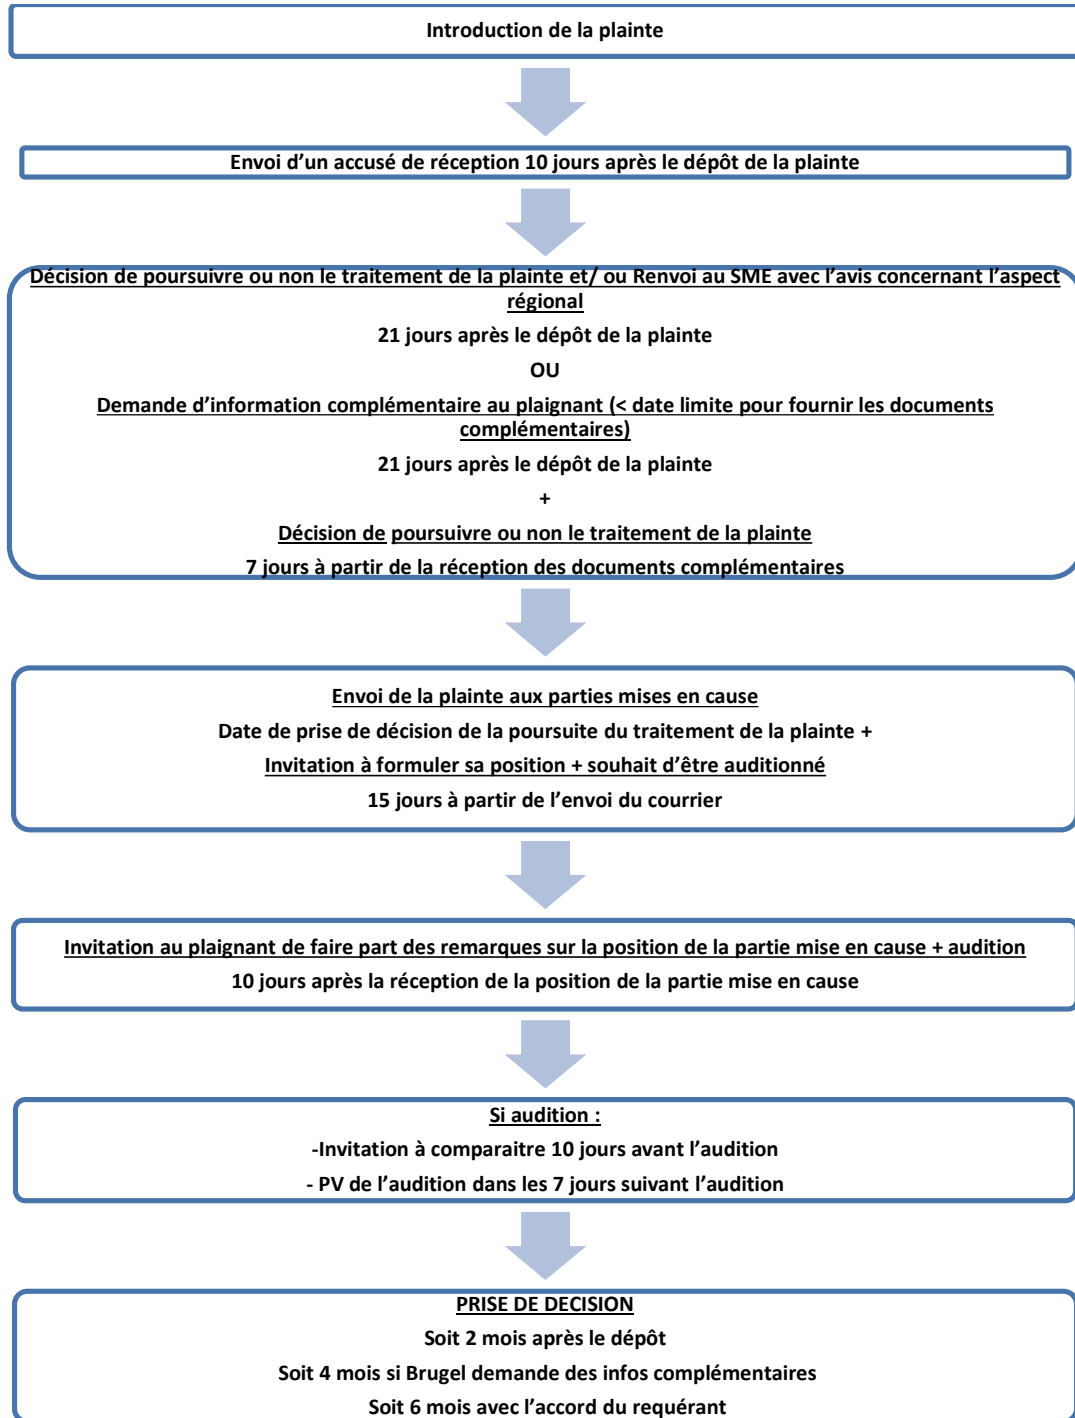 Introduction de la plainte
Envoi d'un accusé de réception 10 jours après le dépôt de la plainte
Décision de poursuivre ou non le traitement de la plainte et/ ou Renvoi au SME avec l'avis concernant l'aspect
régional
21 jours après le dépôt de la plainte
OU
Demande d'information complémentaire au plaignant (< date limite pour fournir les documents
complémentaires)
21 jours après le dépôt de la plainte
+
Décision de poursuivre ou non le traitement de la plainte
7 jours à partir de la réception des documents complémentaires
Envoi de la plainte aux parties mises en cause
Date de prise de décision de la poursuite du traitement de la plainte +
Invitation à formuler sa position + souhait d'être auditionné
15 jours à partir de l'envoi du courrier
Invitation au plaignant de faire part des remarques sur la position de la partie mise en cause + audition
10 jours après la réception de la position de la partie mise en cause
Si audition :
-Invitation à comparaitre 10 jours avant l'audition
- PV de l'audition dans les 7 jours suivant l'audition
PRISE DE DECISION
Soit 2 mois après le dépôt
Soit 4 mois si Brugel demande des infos complémentaires
Soit 6 mois avec l'accord du requérant